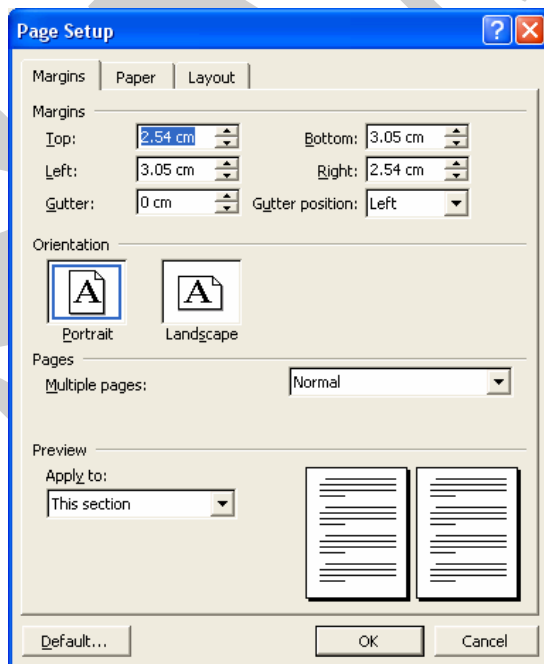 Page Setup
Margins Paper Layout
Margins
Top: 2.54 cm Bottom: 3.05 cm
Left: 3.05 cm Right: 2.54 cm
Gutter: 0 cm Gutter position: Left
Orientation
A A
Portrait Landscape
Pages
Multiple pages: Normal
Preview
Apply to:
This section
Default... OK Cancel